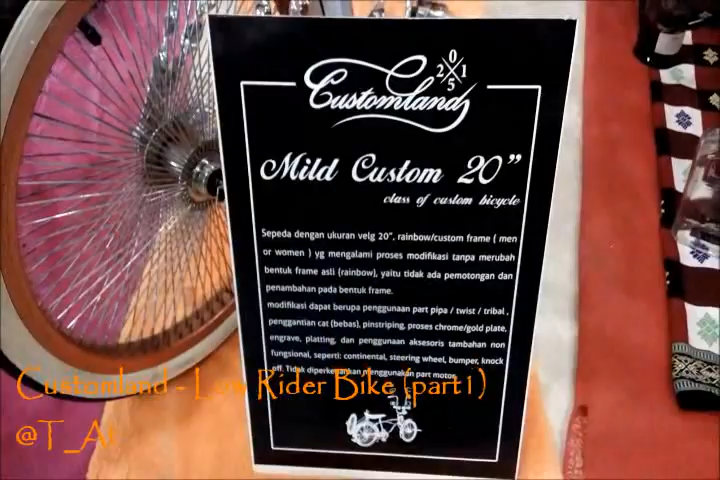 2015
Customland
Mild Custom 20”
class of custom bicycle
Sepeda dengan ukuran velg 20", rainbow/custom frame ( men
or women ) yg mengalami proses modifikasi tanpa merubah
bentuk frame asli (rainbow), yaitu tidak ada pemotongan dan
penambahan pada bentuk frame.
modifikasi dapat berupa penggunaan part pipa / twist / tribal ,
penggantian cat (bebas), pinstriping, proses chrome/gold plate,
engrave, platting, dan penggunaan aksesoris tambahan non
fungsional, seperti: continental, steering wheel, bumper, knock
off. Tidak diperkenankan menggunakan part motor.
Customland - Low Rider Bike (part1)